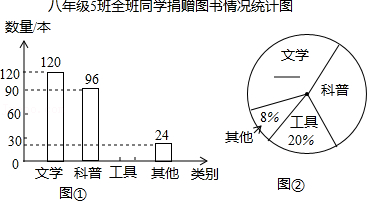 八年级5班全班同学捐赠图书情况统计图
数量/本
120
90
60
30
0
120
96
24
文学
科普
工具
其他
类别
图①
文学
科普
工具
20%
8%
其他
图②